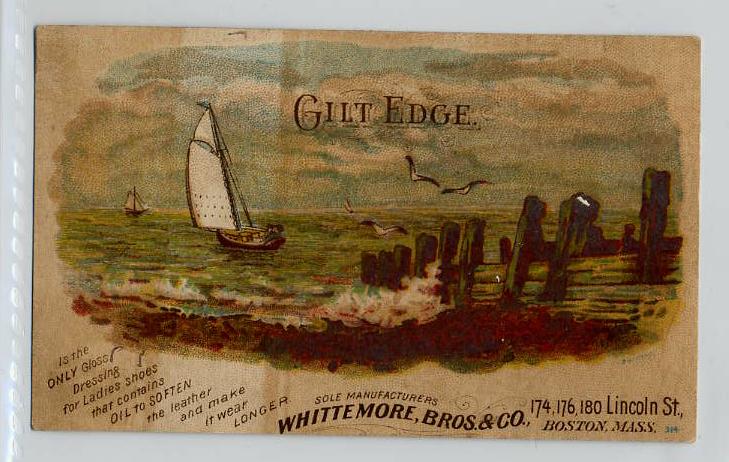 GILT EDGE.
Is the
ONLY Gloss
Dressing
for Ladies Shoes
that contains
OIL to SOFTEN
the leather
and make
it wear
LONGER.
SOLE MANUFACTURERS
WHITTEMORE, BROS. & CO.,
174, 176, 180 Lincoln St.,
BOSTON, MASS.
314